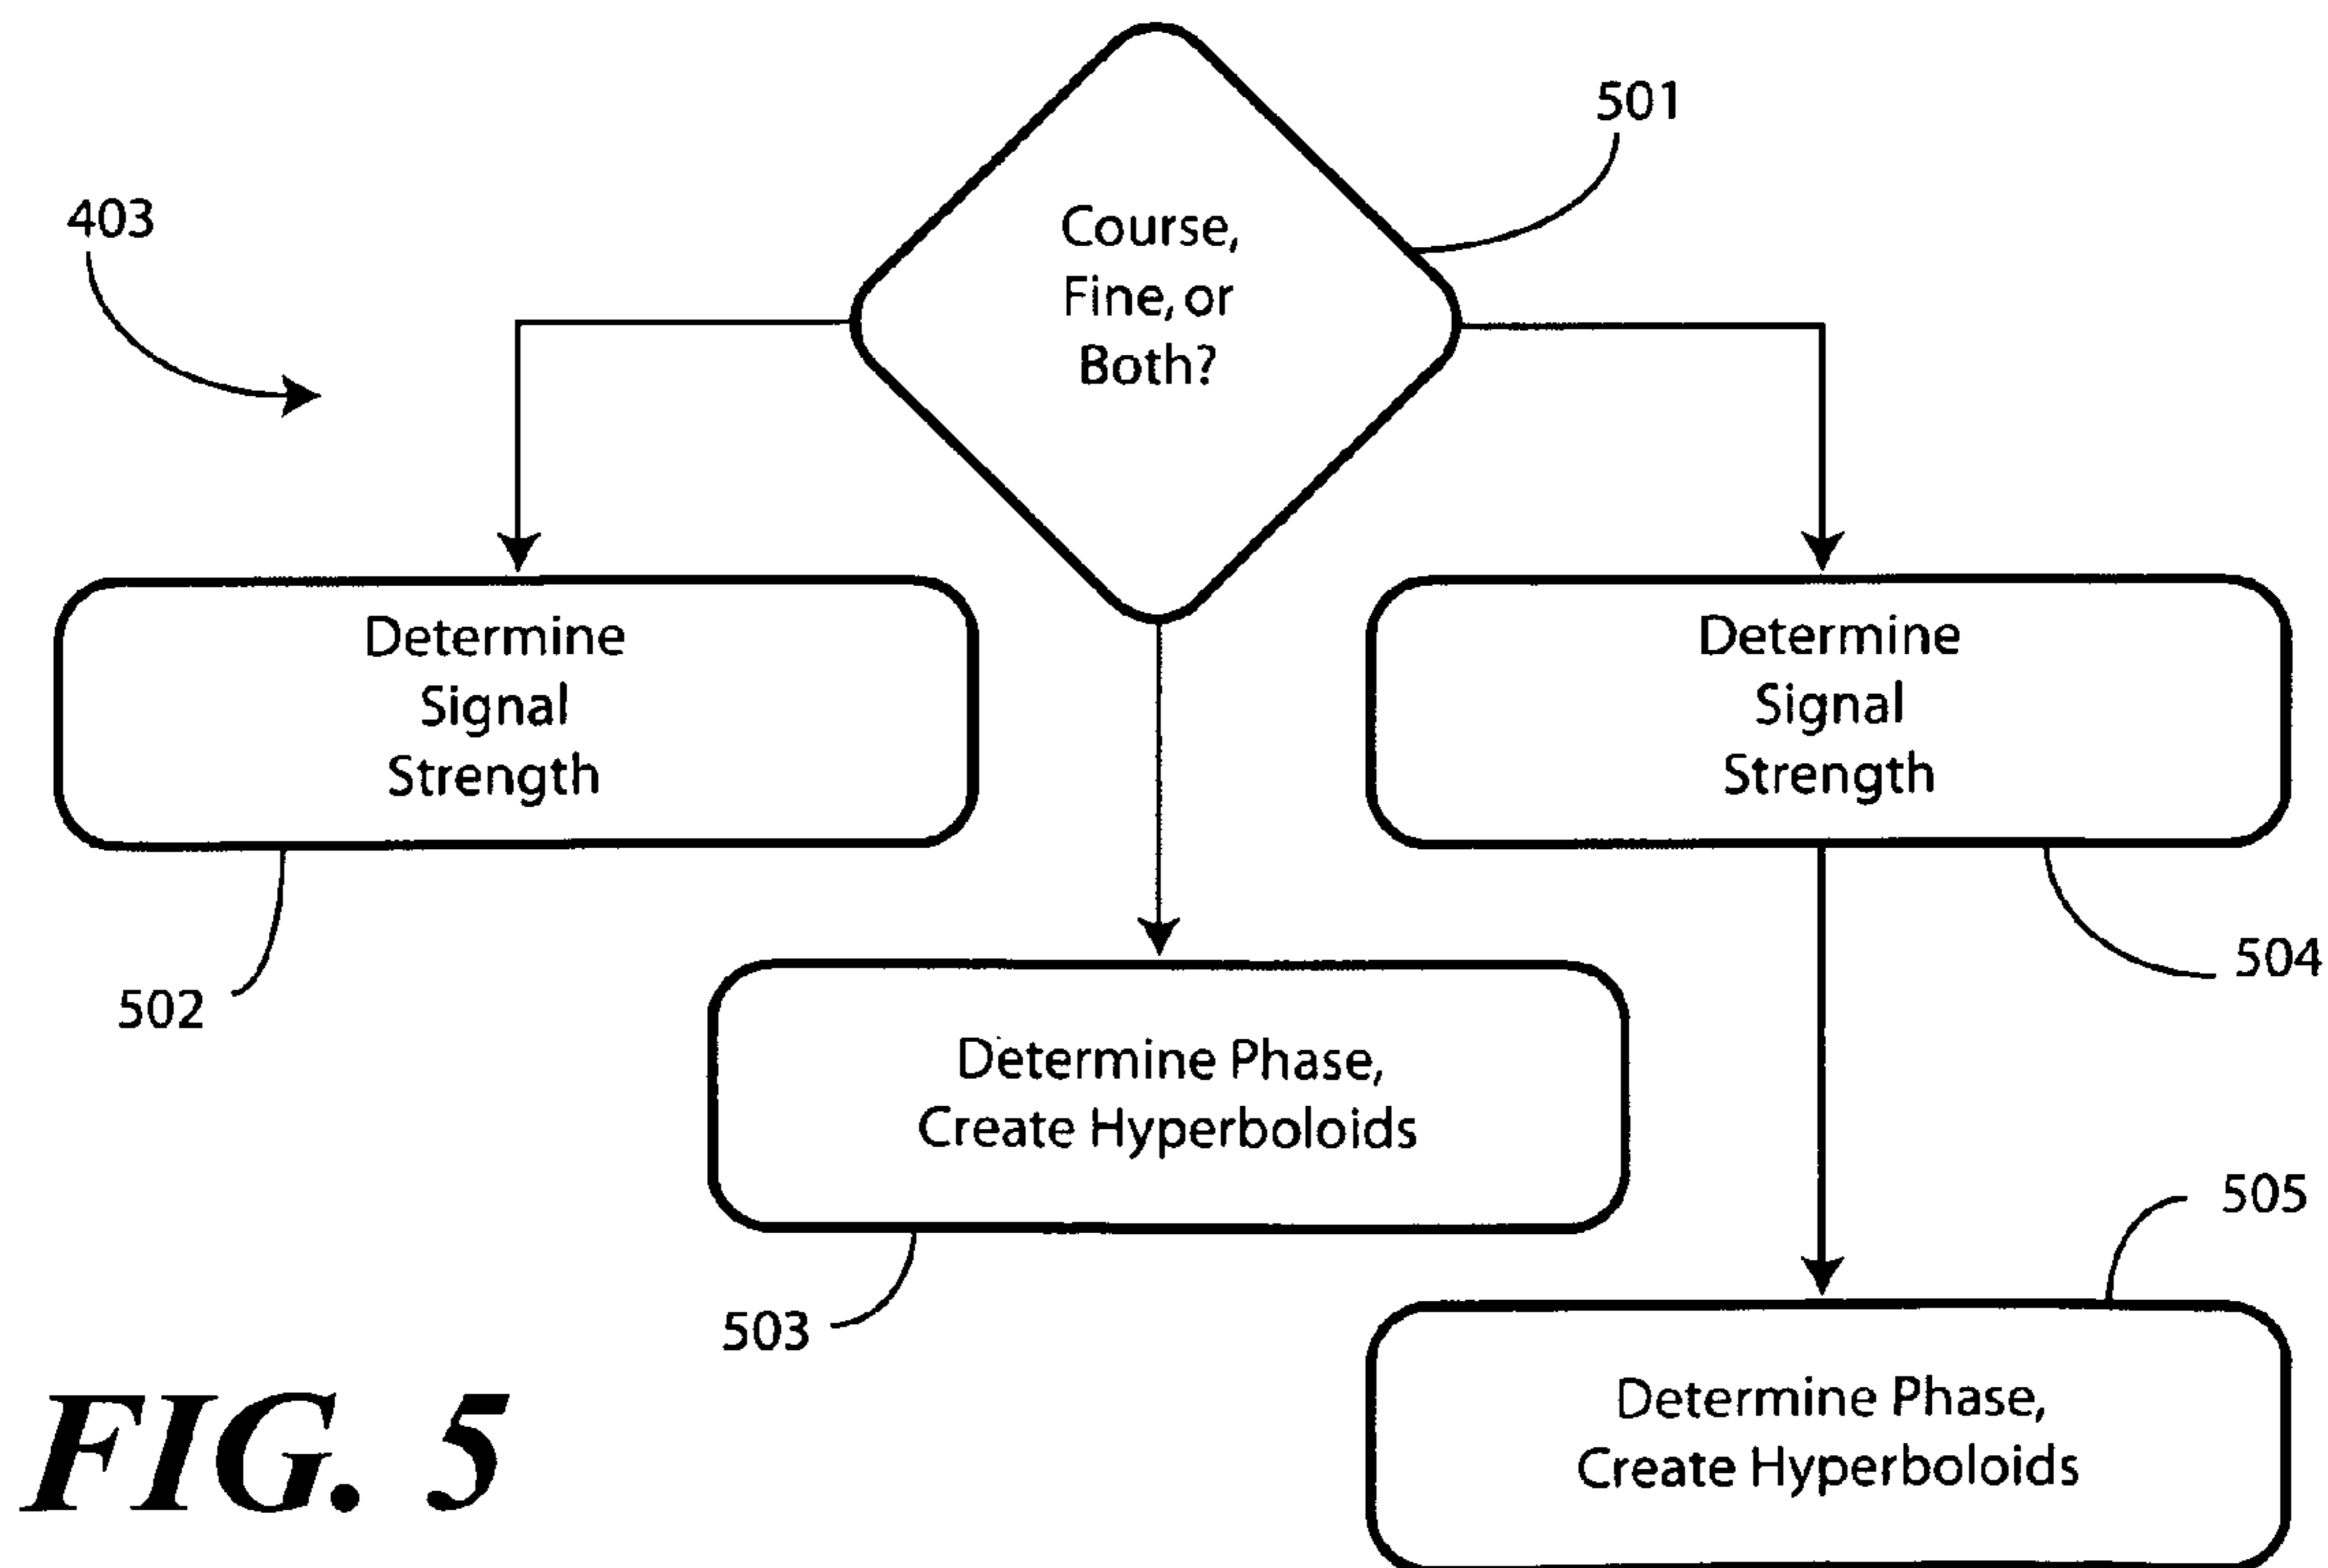 501
403
Course,
Fine, or
Both?
Determine
Signal
Strength
Determine
Signal
Strength
502
504
Determine Phase,
Create Hyperboloids
503
505
Determine Phase,
Create Hyperboloids
FIG. 5